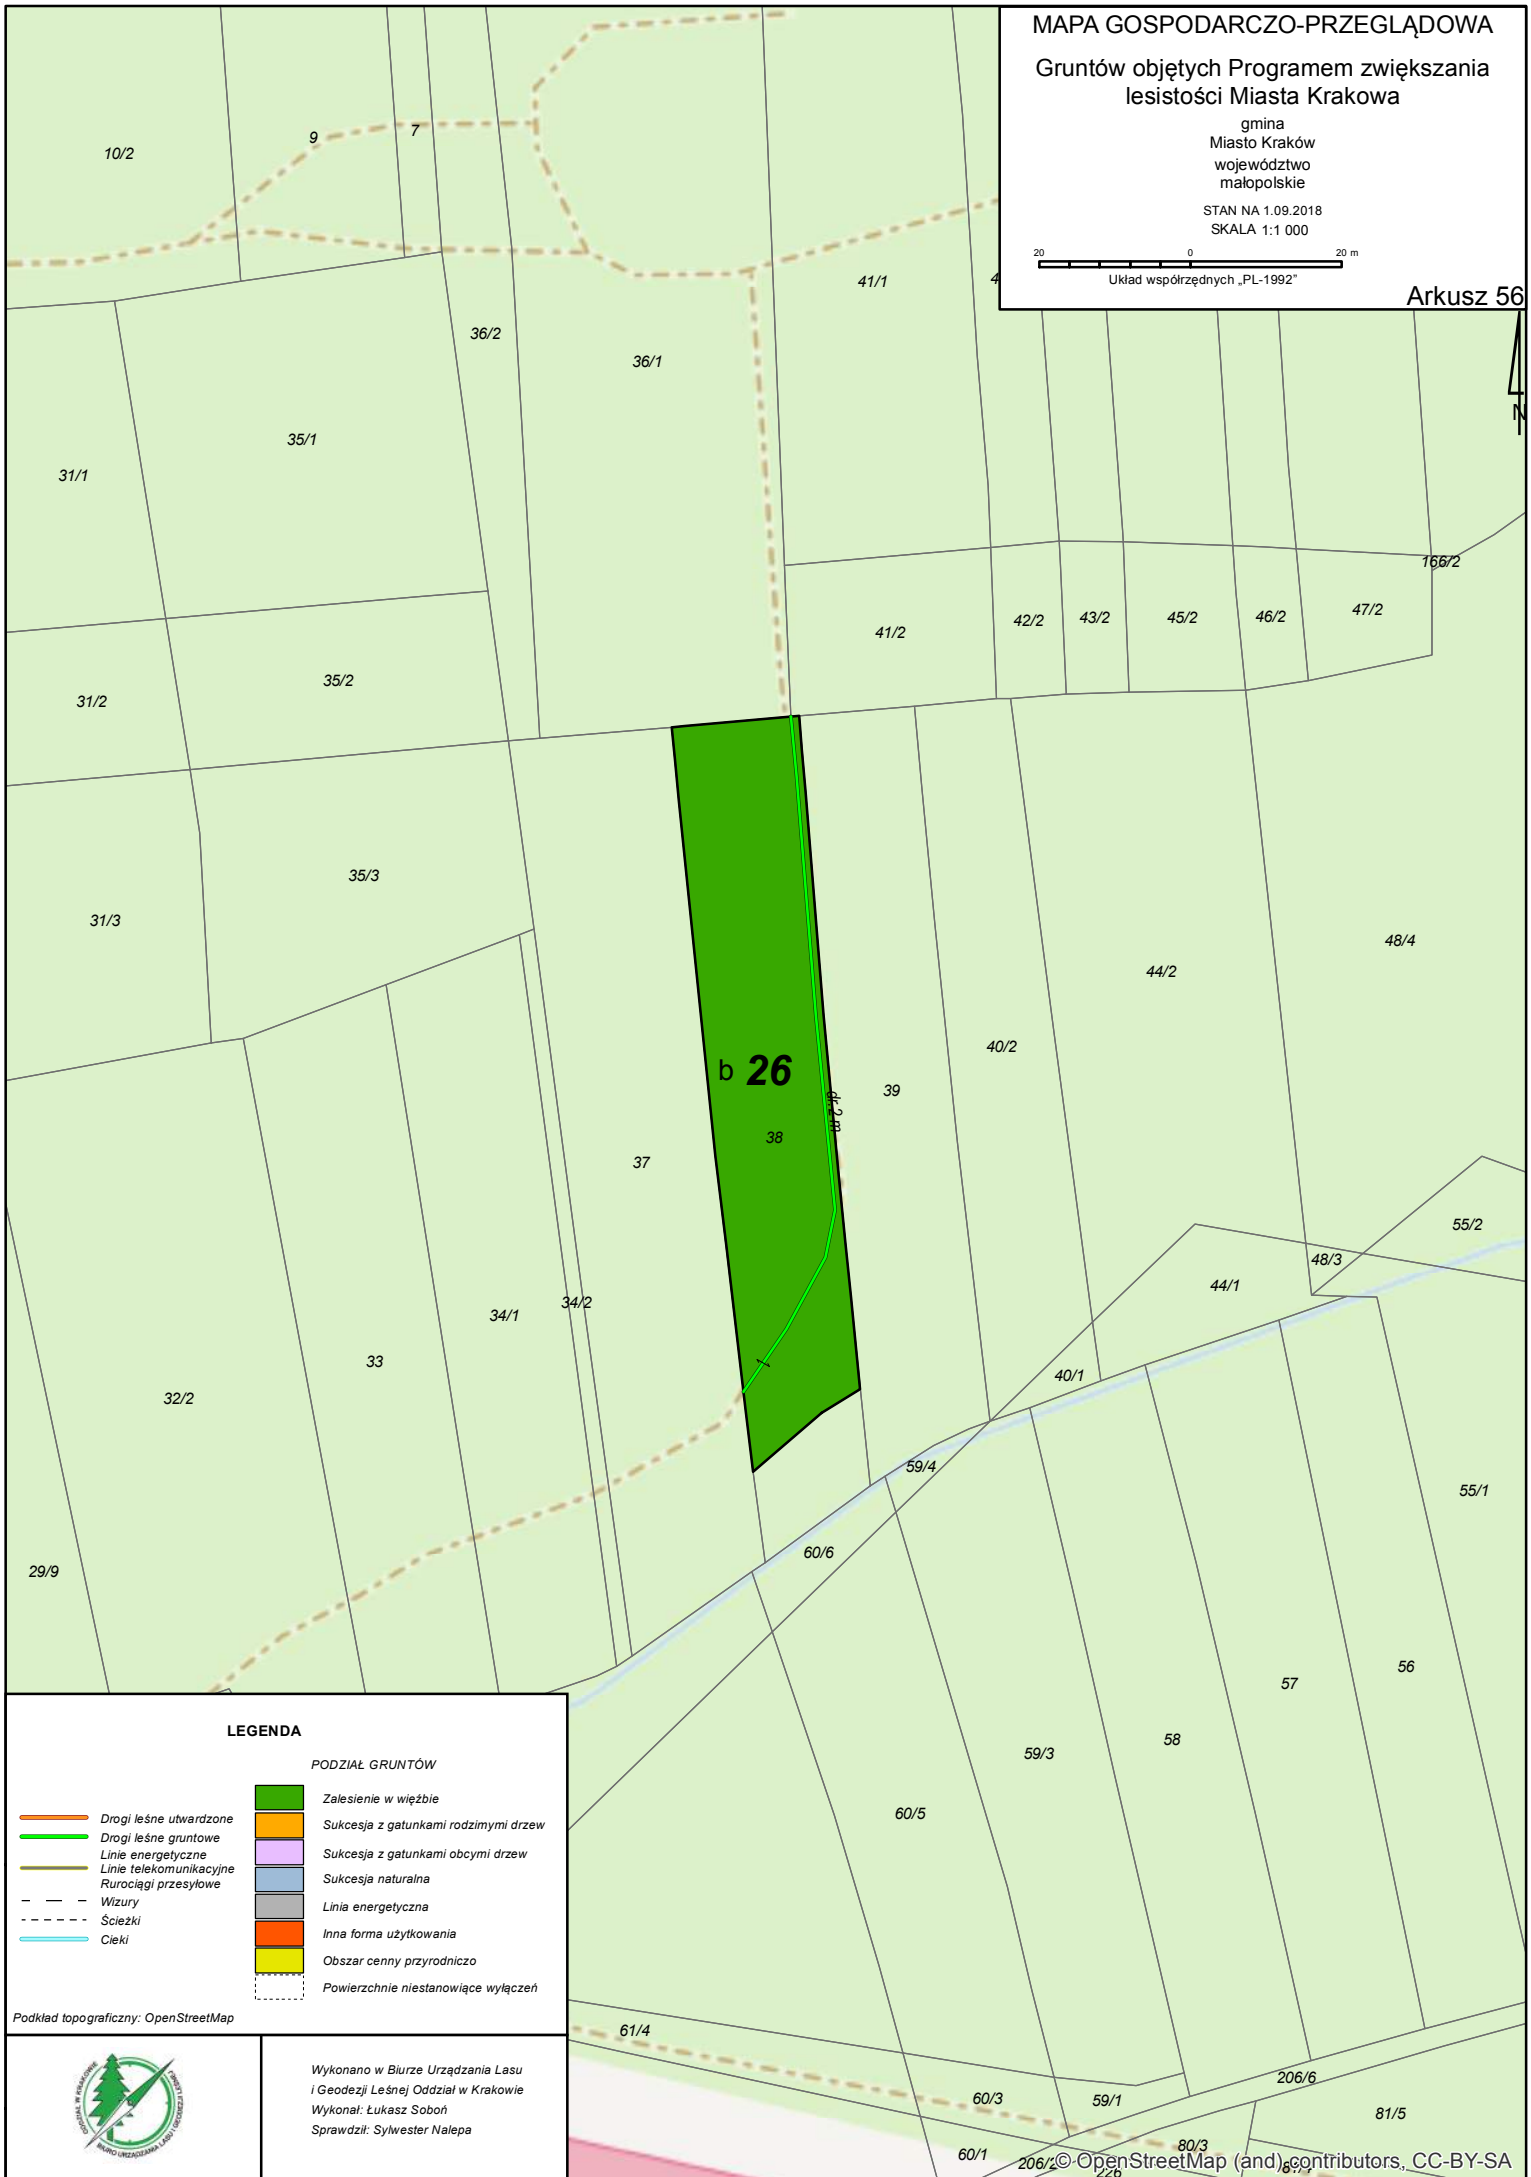 MAPA GOSPODARCZO-PRZEGLĄDOWA
Gruntów objętych Programem zwiększania
lesistości Miasta Krakowa
gmina
Miasto Kraków
województwo
małopolskie
STAN NA 1.09.2018
SKALA 1:1 000
20 0 20 m
Układ współrzędnych „PL-1992”
Arkusz 56
N
10/2
9
7
41/1
36/2
36/1
35/1
31/1
166/2
41/2
42/2
43/2
45/2
46/2
47/2
35/2
31/2
35/3
31/3
48/4
44/2
40/2
39
b 26
dr.2 m
38
37
55/2
48/3
44/1
34/2
34/1
33
32/2
40/1
59/4
55/1
60/6
29/9
56
57
58
59/3
60/5
61/4
206/6
60/3
59/1
81/5
80/3
60/1
LEGENDA
PODZIAŁ GRUNTÓW
Drogi leśne utwardzone
Drogi leśne gruntowe
Linie energetyczne
Linie telekomunikacyjne
Rurociągi przesyłowe
Wizury
Ścieżki
Cieki
Zalesienie w więźbie
Sukcesja z gatunkami rodzimymi drzew
Sukcesja z gatunkami obcymi drzew
Sukcesja naturalna
Linia energetyczna
Inna forma użytkowania
Obszar cenny przyrodniczo
Powierzchnie niestanowiące wyłączeń
Podkład topograficzny: OpenStreetMap
ODDZIAŁ W KRAKOWIE
BIURO URZĄDZANIA LASU I GEODEZJI LEŚNEJ
Wykonano w Biurze Urządzania Lasu
i Geodezji Leśnej Oddział w Krakowie
Wykonał: Łukasz Soboń
Sprawdził: Sylwester Nalepa
© OpenStreetMap (and) contributors, CC-BY-SA